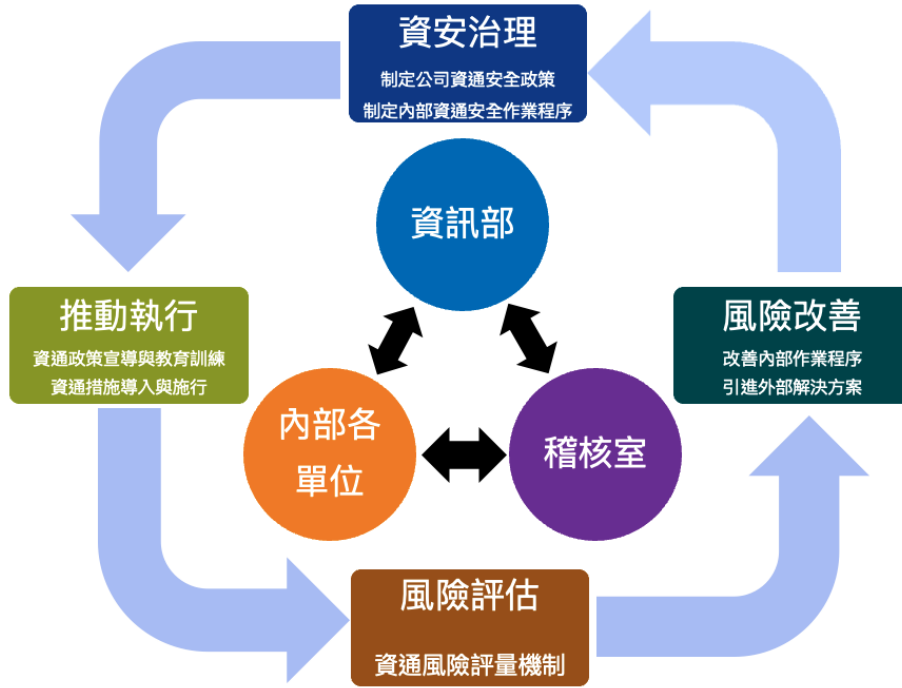 資安治理
制定公司資通安全政策
制定內部資通安全作業程序
資訊部
推動執行
資通政策宣導與教育訓練
資通措施導入與施行
風險改善
改善內部作業程序
引進外部解決方案
內部各
單位
稽核室
風險評估
資通風險評量機制